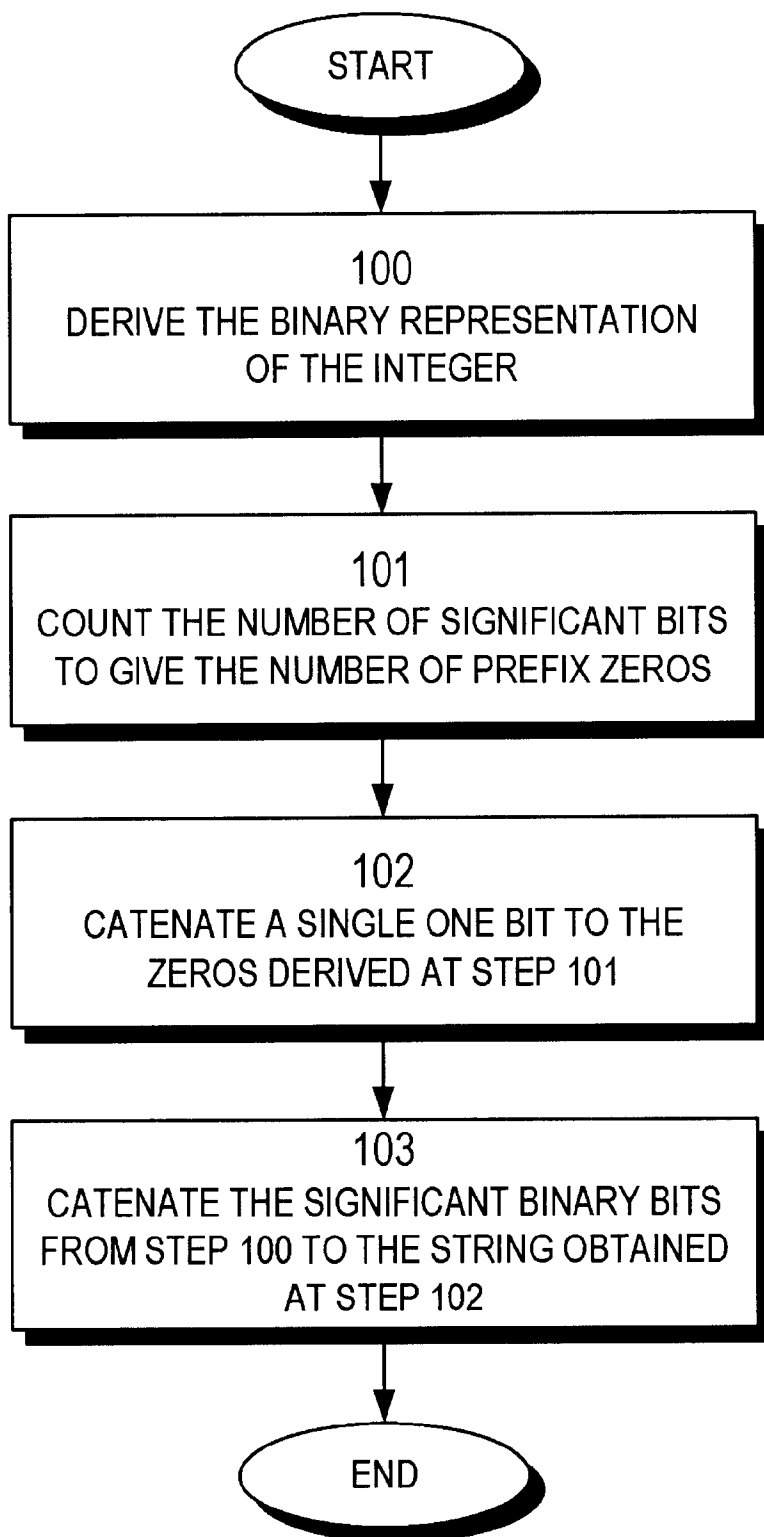 START
100
DERIVE THE BINARY REPRESENTATION
OF THE INTEGER
101
COUNT THE NUMBER OF SIGNIFICANT BITS
TO GIVE THE NUMBER OF PREFIX ZEROS
102
CATENATE A SINGLE ONE BIT TO THE
ZEROS DERIVED AT STEP 101
103
CATENATE THE SIGNIFICANT BINARY BITS
FROM STEP 100 TO THE STRING OBTAINED
AT STEP 102
END